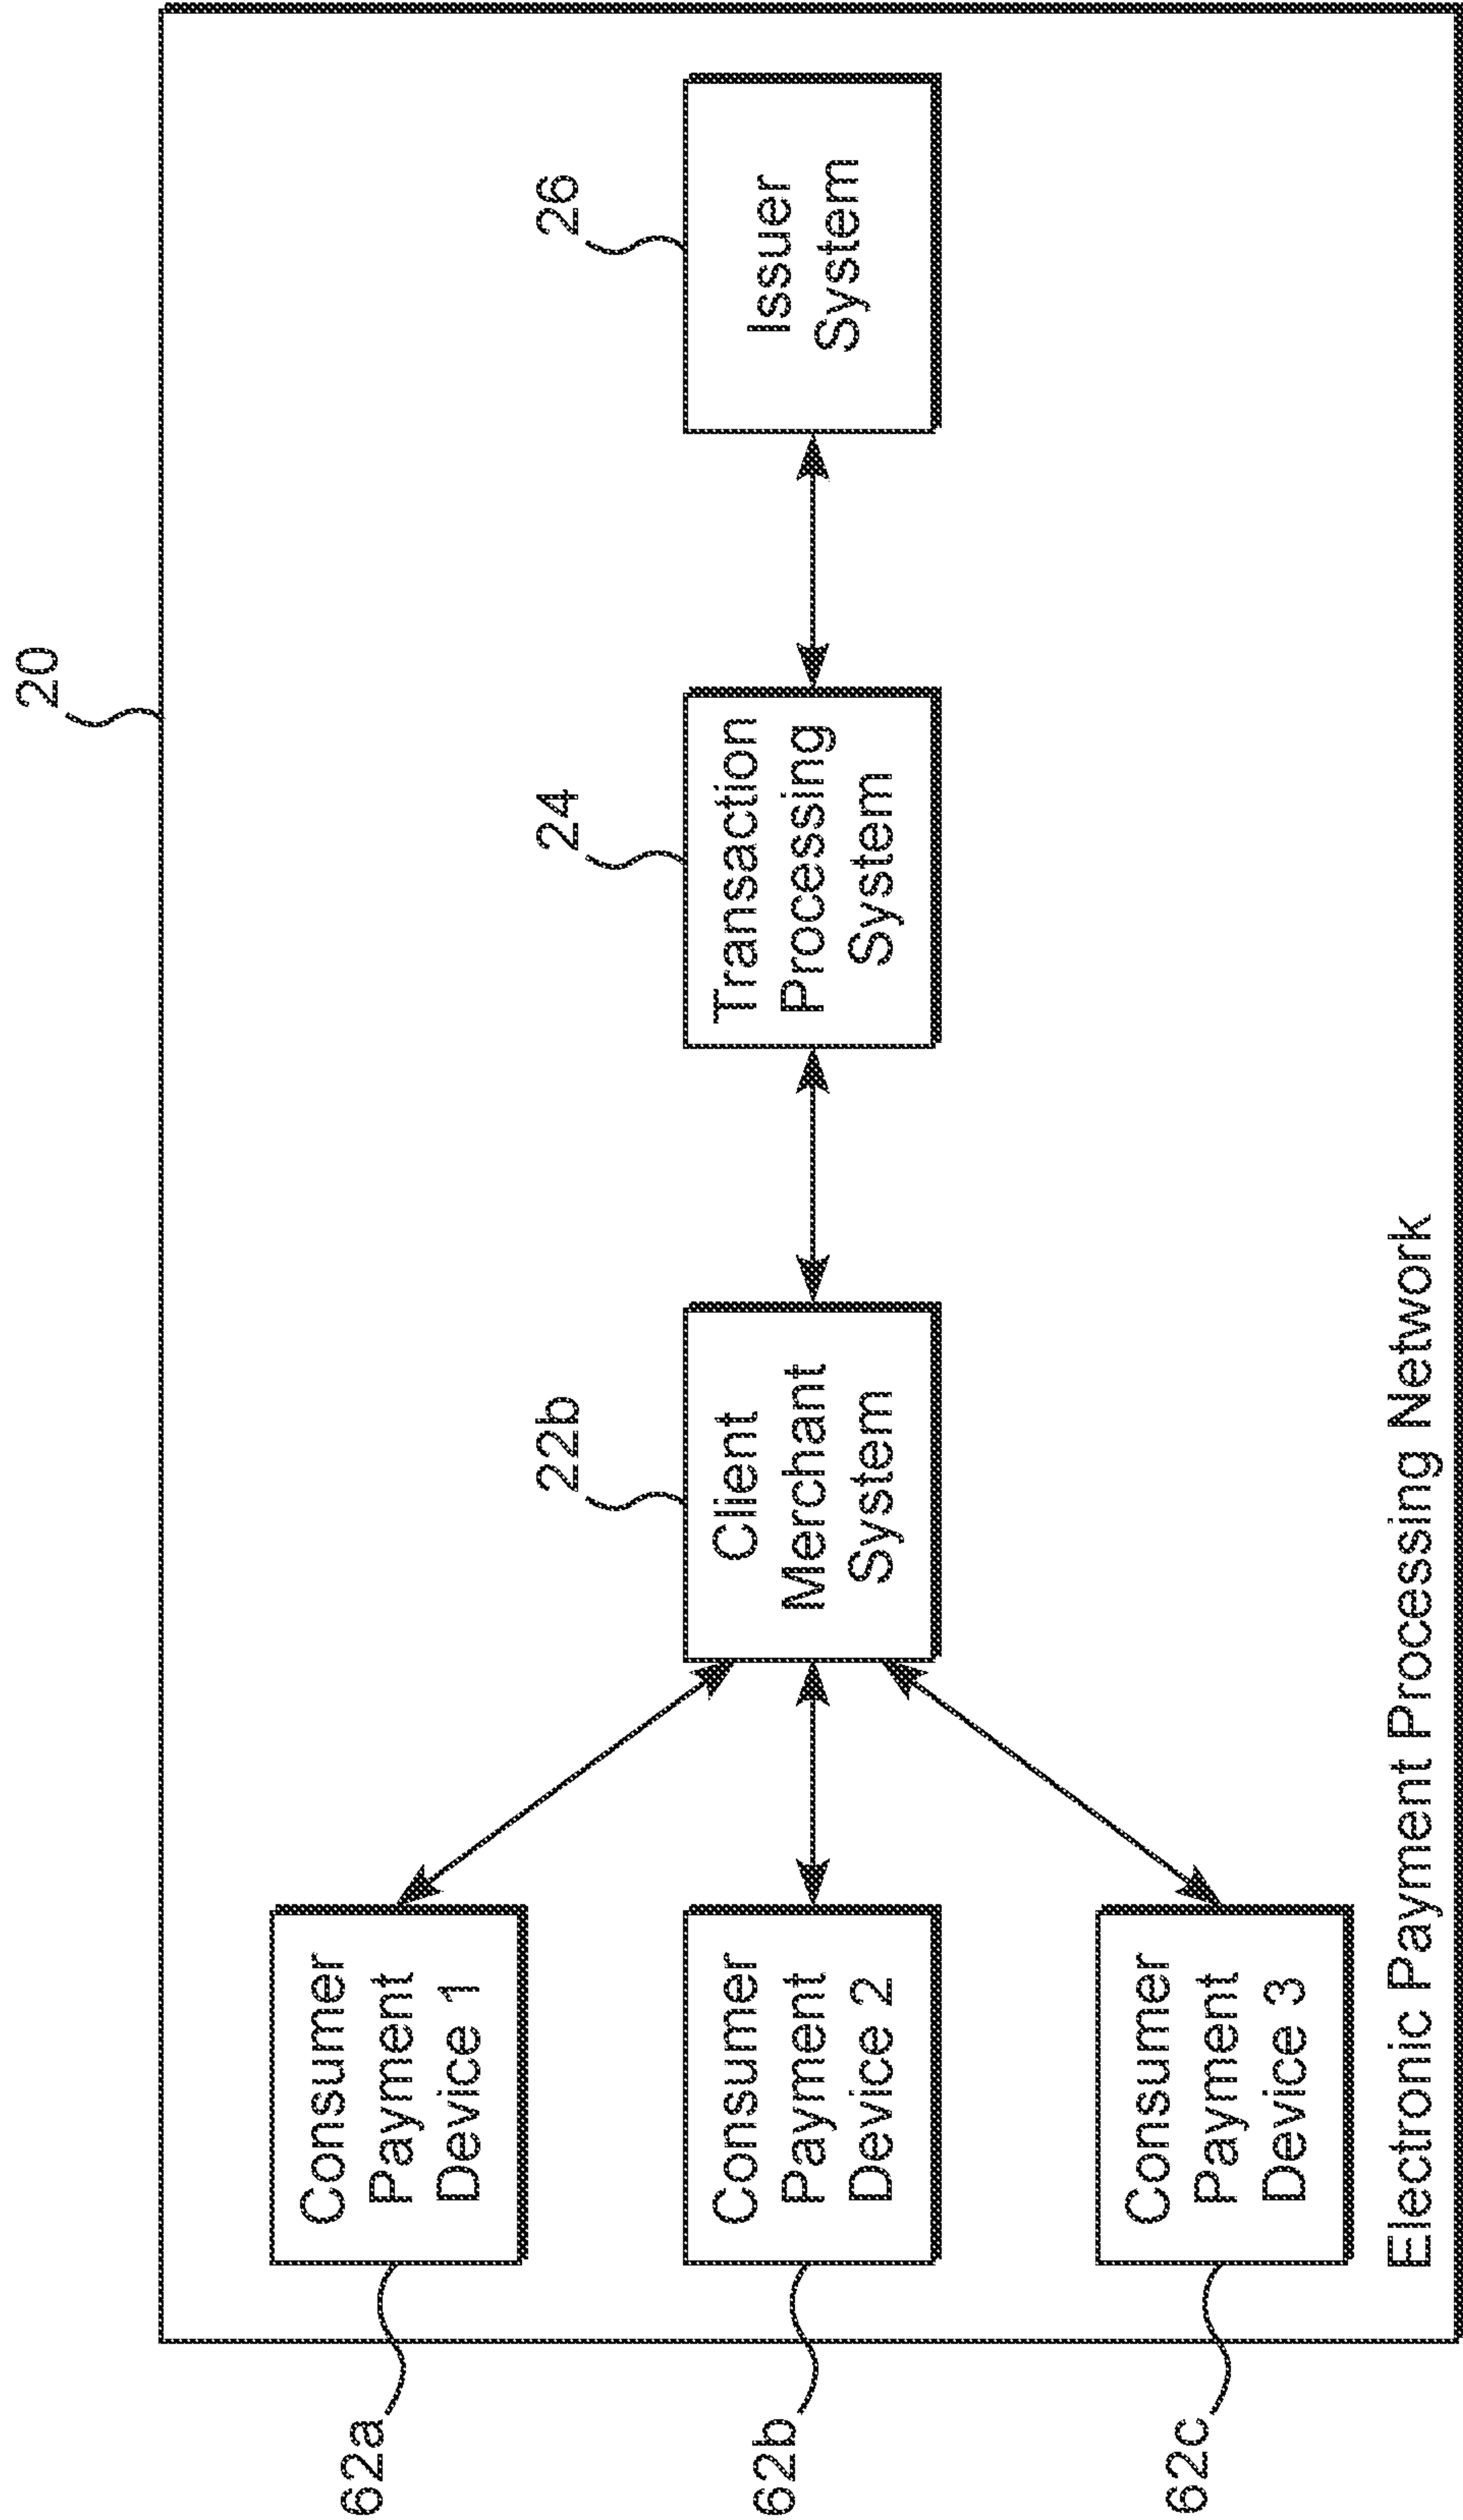 20
62a
Consumer
Payment
Device 1
62b
Consumer
Payment
Device 2
62c
Consumer
Payment
Device 3
22b
Client
Merchant
System
24
Transaction
Processing
System
26
Issuer
System
Electronic Payment Processing Network